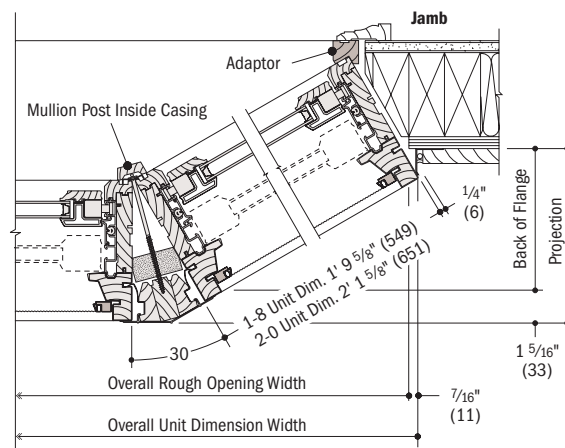 Jamb
Adaptor
Mullion Post Inside Casing
1/4"
(6)
Back of Flange
Projection
1-8 Unit Dim. 1' 9 5/8" (549)
2-0 Unit Dim. 2' 1 5/8" (651)
30
1 5/16"
(33)
Overall Rough Opening Width
7/16"
(11)
Overall Unit Dimension Width